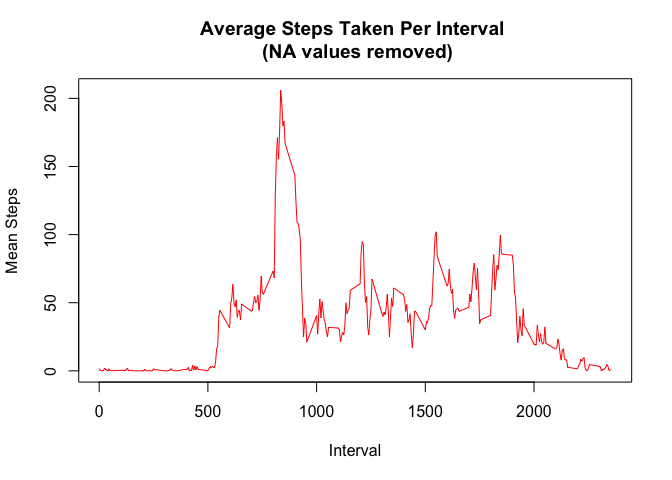 Average Steps Taken Per Interval
(NA values removed)
Mean Steps
200
150
100
50
0
0 500 1000 1500 2000
Interval